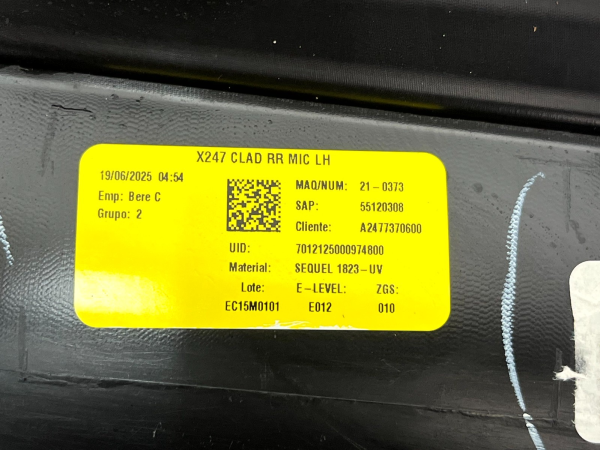 X247 CLAD RR MIC LH
19/06/2025 04:54
Emp: Bere C
Grupo: 2
MAQ/NUM: 21-0373
SAP: 55120308
Cliente: A2477370600
UID: 7012125000974800
Material: SEQUEL 1823-UV
Lote: E-LEVEL: ZGS:
EC15M0101 E012 010